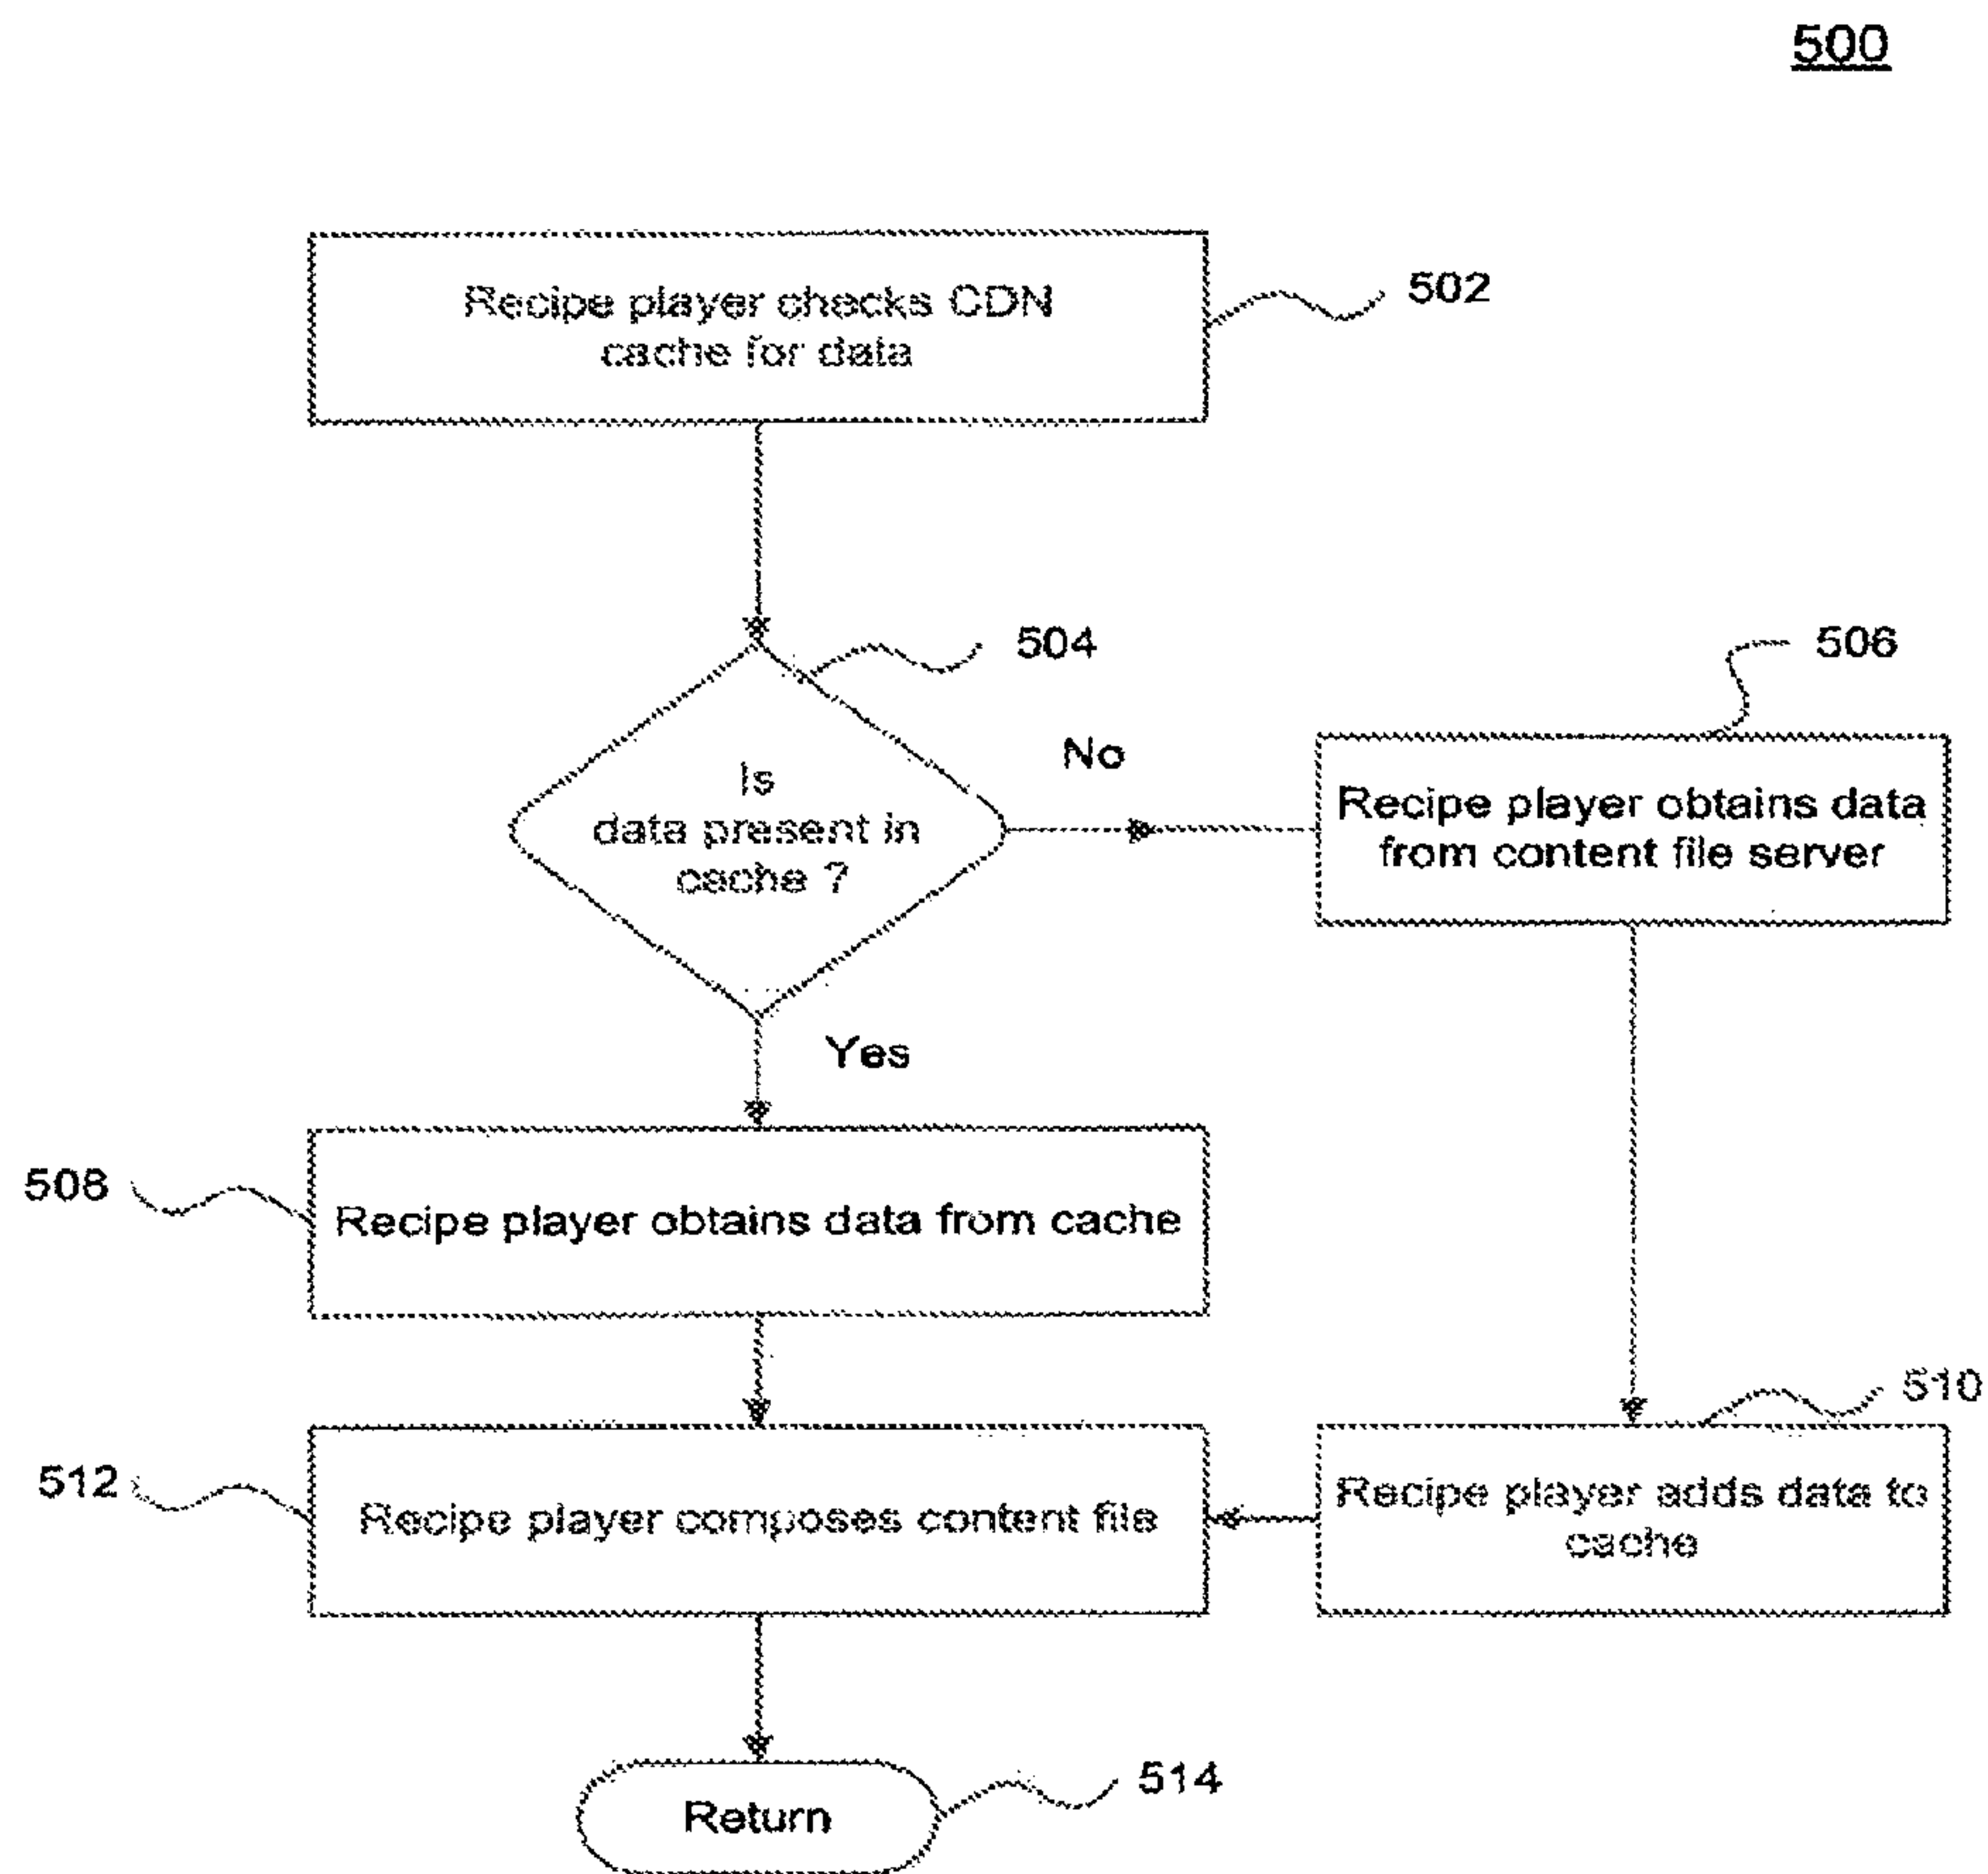 500
Recipe player checks CDN
cache for data
502
504
506
Is
data present in
cache ?
No
Recipe player obtains data
from content file server
Yes
508
Recipe player obtains data from cache
510
512
Recipe player composes content file
Recipe player adds data to
cache
514
Return